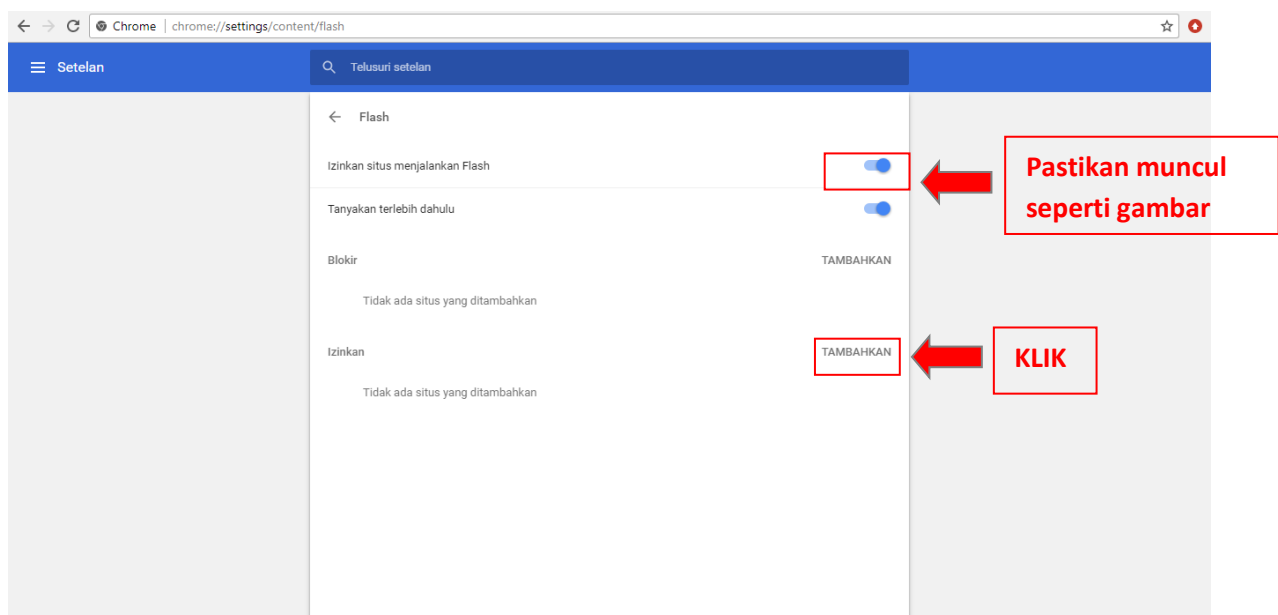 Chrome | chrome://settings/content/flash
Setelan
Telusuri setelan
Flash
Izinkan situs menjalankan Flash
Pastikan muncul
seperti gambar
Tanyakan terlebih dahulu
Blokir TAMBAHKAN
Tidak ada situs yang ditambahkan
Izinkan TAMBAHKAN
KLIK
Tidak ada situs yang ditambahkan